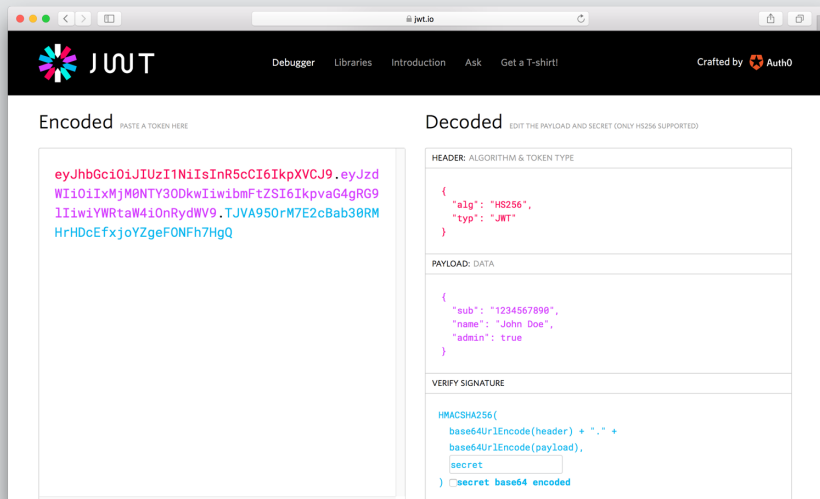 jwt.io
JWT
Debugger Libraries Introduction Ask Get a T-shirt! Crafted by Auth0
Encoded PASTE A TOKEN HERE
eyJhbGciOiJIUzI1NiIsInR5cCI6IkpXVCJ9.eyJzd
WIiOiIxMjM0NTY3ODkwIiwibmFtZSI6IkpvaG4gRG9
lIiwiYWRtaW4iOnRydWV9.TJVA95OrM7E2cBab30RM
HrHDcEfxjoYZgeFONFh7HgQ
Decoded EDIT THE PAYLOAD AND SECRET (ONLY HS256 SUPPORTED)
HEADER: ALGORITHM & TOKEN TYPE
{
"alg": "HS256",
"typ": "JWT"
}
PAYLOAD: DATA
{
"sub": "1234567890",
"name": "John Doe",
"admin": true
}
VERIFY SIGNATURE
HMACSHA256(
base64UrlEncode(header) + "." +
base64UrlEncode(payload),
secret
) secret base64 encoded